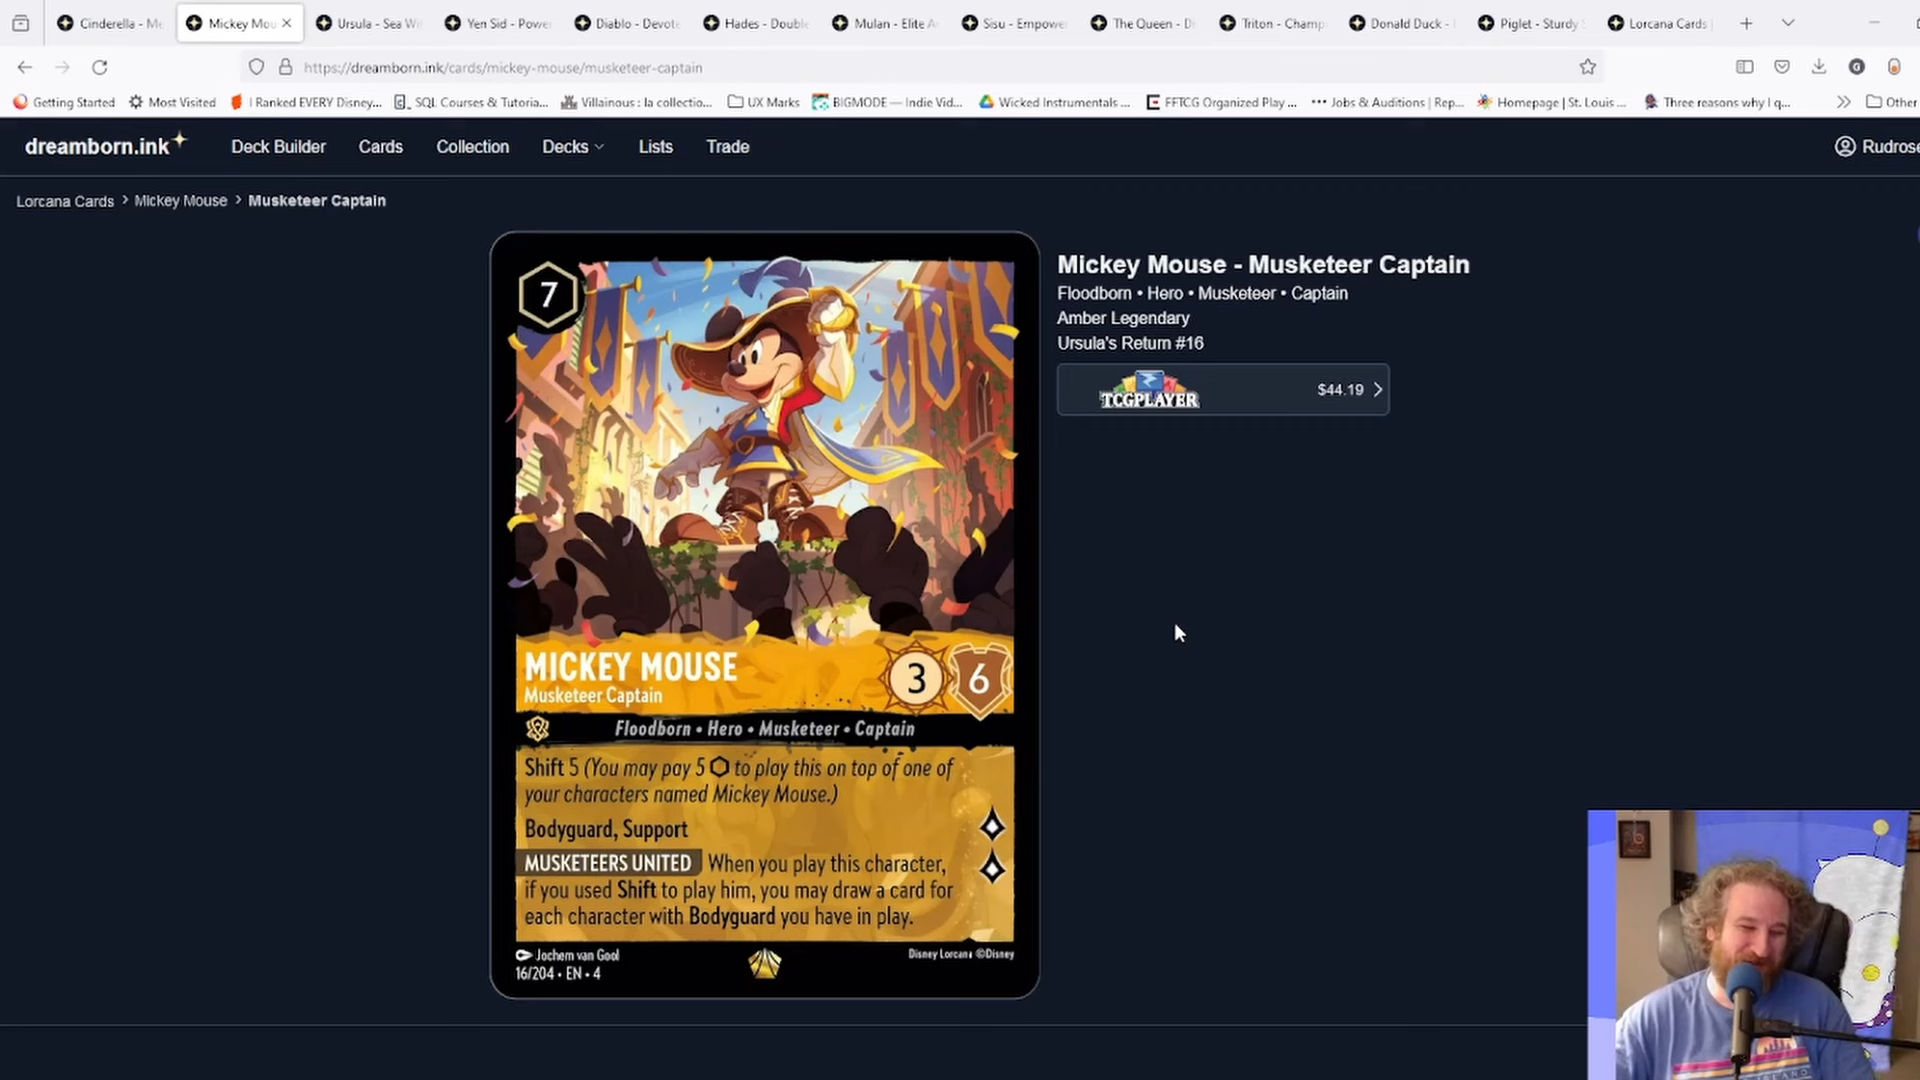 Cinderella - Me
Mickey Mou
Ursula - Sea Wi
Yen Sid - Power
Diablo - Devote
Hades - Double
Mulan - Elite A
Sisu - Empower
The Queen - Di
Triton - Champ
Donald Duck -
Piglet - Sturdy S
Lorcana Cards |
https://dreamborn.ink/cards/mickey-mouse/musketeer-captain
Getting Started
Most Visited
I Ranked EVERY Disney...
SQL Courses & Tutoria...
Villainous : la collectio...
UX Marks
BIGMODE — Indie Vid...
Wicked Instrumentals ...
FFTCG Organized Play ...
Jobs & Auditions | Rep...
Homepage | St. Louis ...
Three reasons why I q...
Other
dreamborn.ink
Deck Builder
Cards
Collection
Decks
Lists
Trade
Rudrose
Lorcana Cards > Mickey Mouse > Musketeer Captain
7
MICKEY MOUSE
Musketeer Captain
3
6
Floodborn • Hero • Musketeer • Captain
Shift 5 (You may pay 5 ⬡ to play this on top of one of
your characters named Mickey Mouse.)
Bodyguard, Support
MUSKETEERS UNITED When you play this character,
if you used Shift to play him, you may draw a card for
each character with Bodyguard you have in play.
Jochem van Gool
Disney Lorcana ©Disney
16/204 • EN • 4
Mickey Mouse - Musketeer Captain
Floodborn • Hero • Musketeer • Captain
Amber Legendary
Ursula's Return #16
TCGPLAYER
$44.19